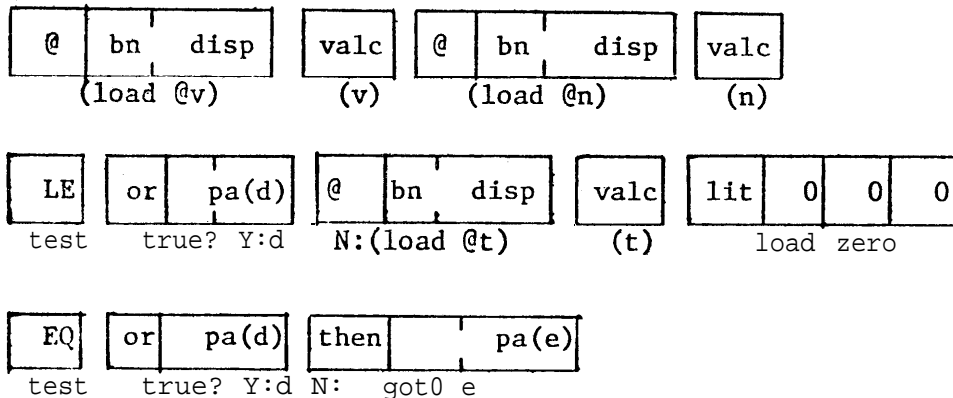 @ bn disp valc @ bn disp valc
(load @v) (v) (load @n) (n)
LE or pa(d) @ bn disp valc lit 0 0 0
test true? Y:d N:(load @t) (t) load zero
EQ or pa(d) then pa(e)
test true? Y:d N: got0 e